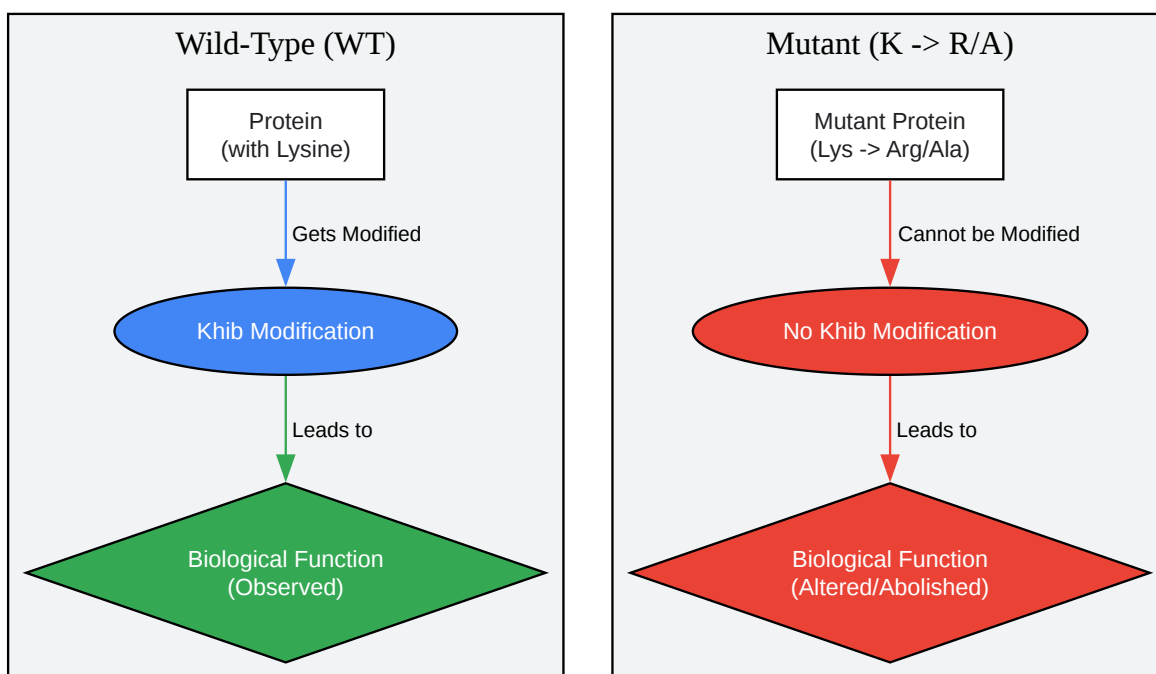 Wild-Type (WT)
Protein
(with Lysine)
Gets Modified
Khib Modification
Leads to
Biological Function
(Observed)
Mutant (K -> R/A)
Mutant Protein
(Lys -> Arg/Ala)
Cannot be Modified
No Khib Modification
Leads to
Biological Function
(Altered/Abolished)